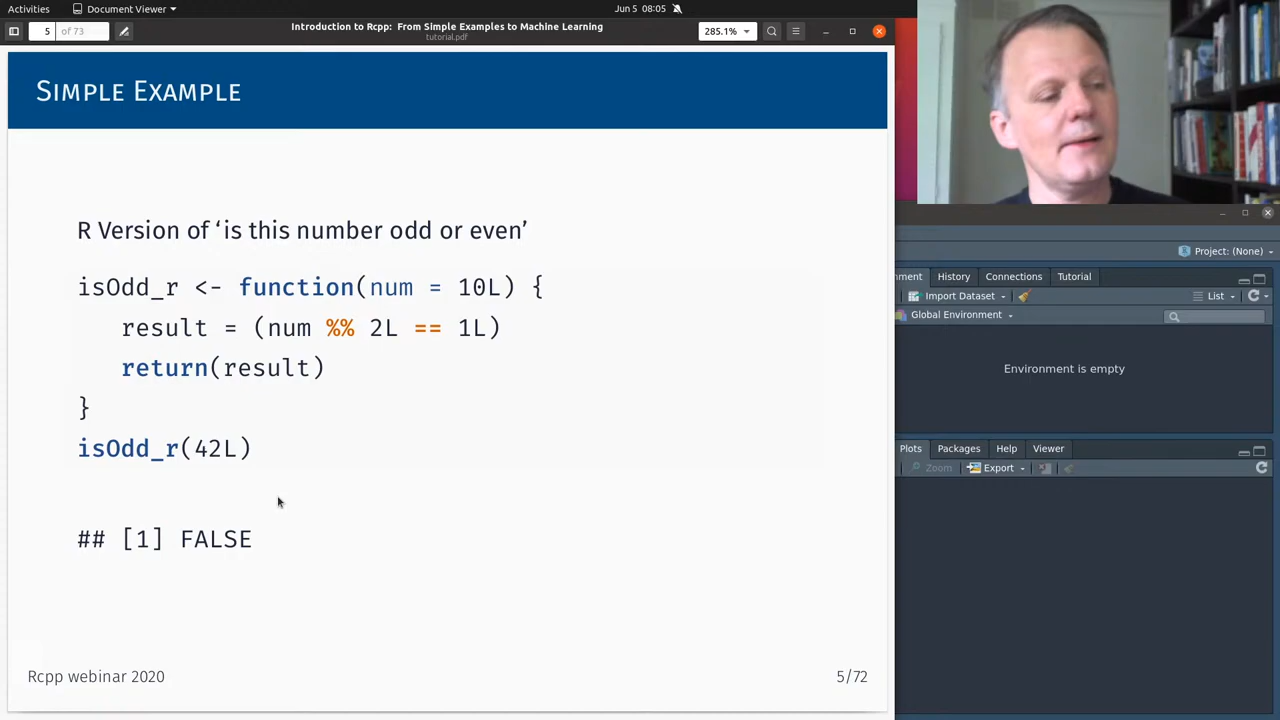 Activities
Document Viewer
Jun 5 08:05
5 of 73
Introduction to Rcpp: From Simple Examples to Machine Learning
tutorial.pdf
285.1%
SIMPLE EXAMPLE
R Version of ‘is this number odd or even’
isOdd_r <- function(num = 10L) {
result = (num %% 2L == 1L)
return(result)
}
isOdd_r(42L)
## [1] FALSE
Rcpp webinar 2020
5/72
Project: (None)
nment History Connections Tutorial
Import Dataset
List
Global Environment
Environment is empty
Plots Packages Help Viewer
Zoom Export